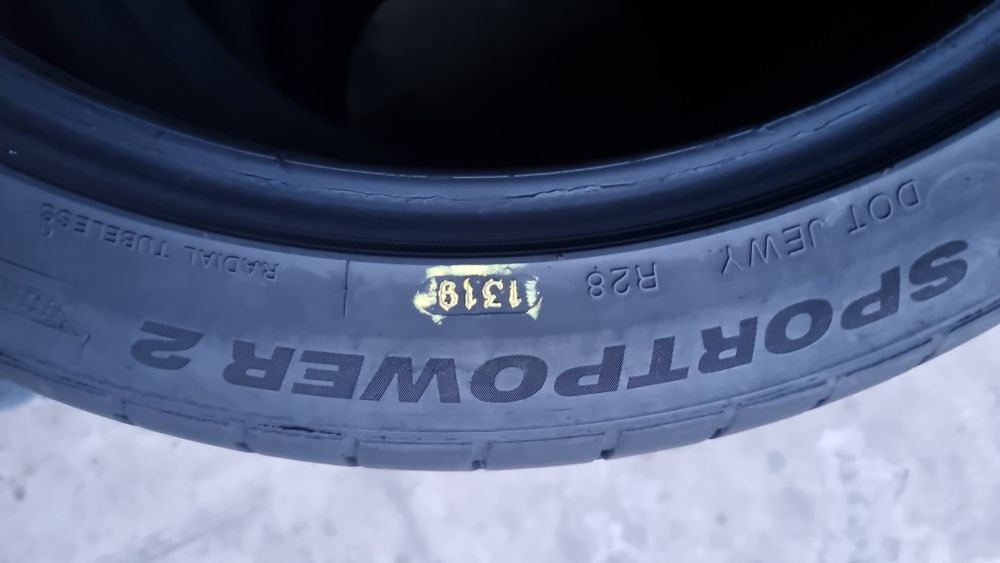 DOT JEWY R28 1319 RADIAL TUBELESS
SPORTPOWER 2